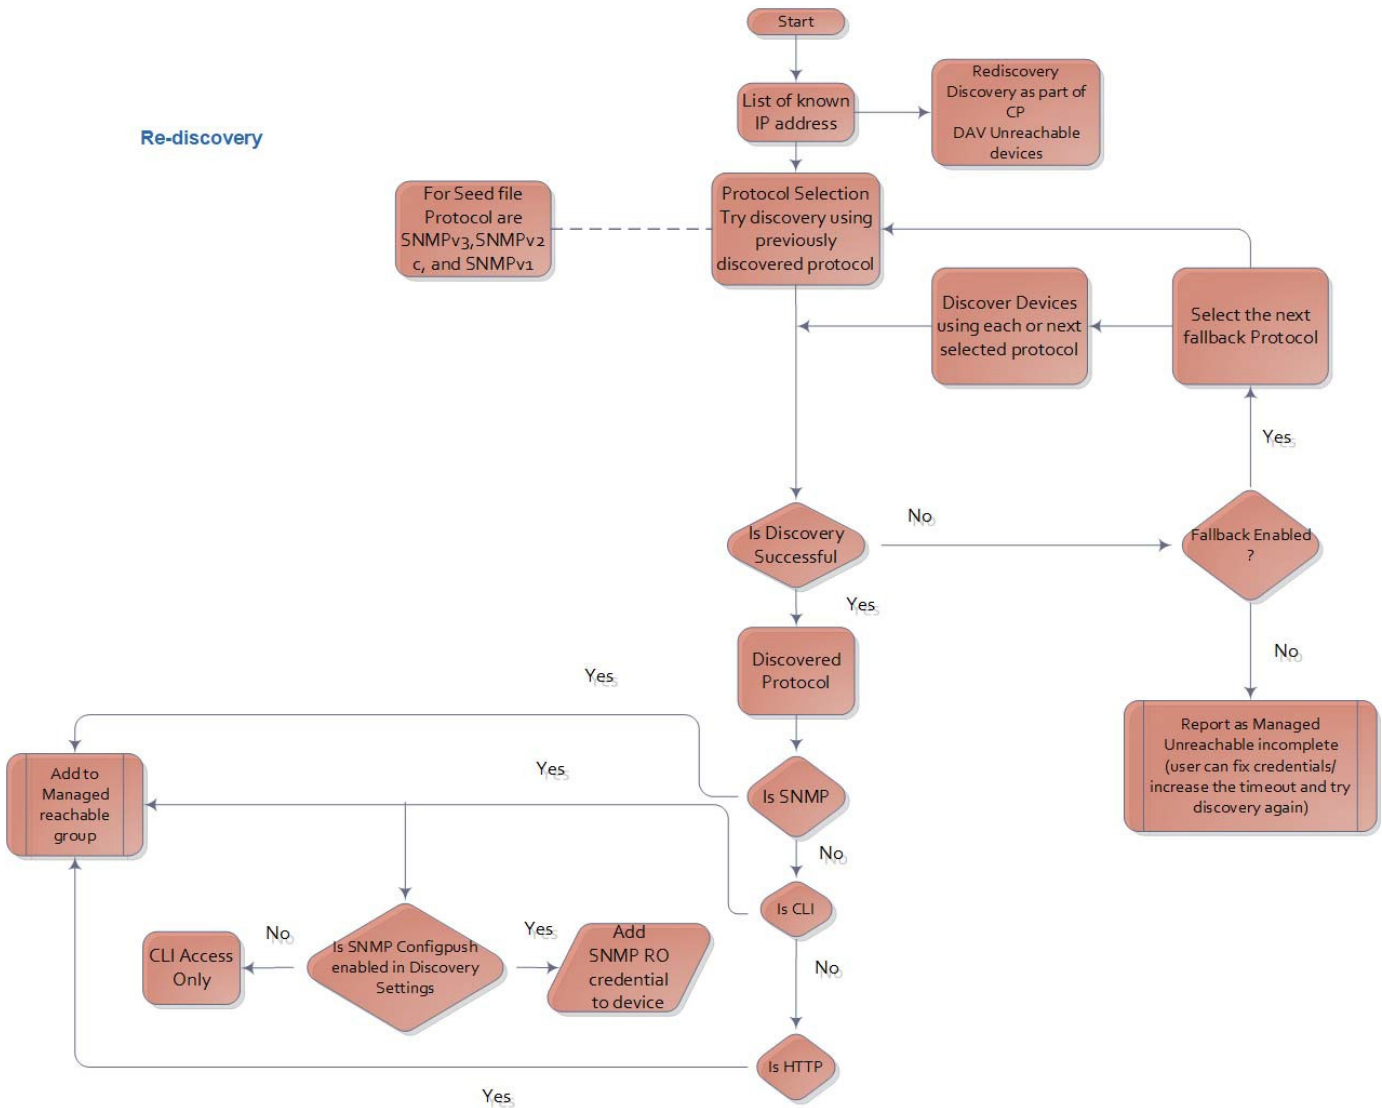 Start
List of known
IP address
Rediscovery
Discovery as part of
CP
DAV Unreachable
devices
Re-discovery
For Seed file
Protocol are
SNMPv3,SNMPv2
c, and SNMPv1
Protocol Selection
Try discovery using
previously
discovered protocol
Discover Devices
using each or next
selected protocol
Select the next
fallback Protocol
Yes
Is Discovery
Successful
No
Fallback Enabled
?
Yes
No
Discovered
Protocol
Report as Managed
Unreachable incomplete
(user can fix credentials/
increase the timeout and try
discovery again)
Yes
Add to
Managed
reachable
group
Yes
Is SNMP
No
Is CLI
No
CLI Access
Only
No
Is SNMP Configpush
enabled in Discovery
Settings
Yes
Add
SNMP RO
credential
to device
Is HTTP
Yes